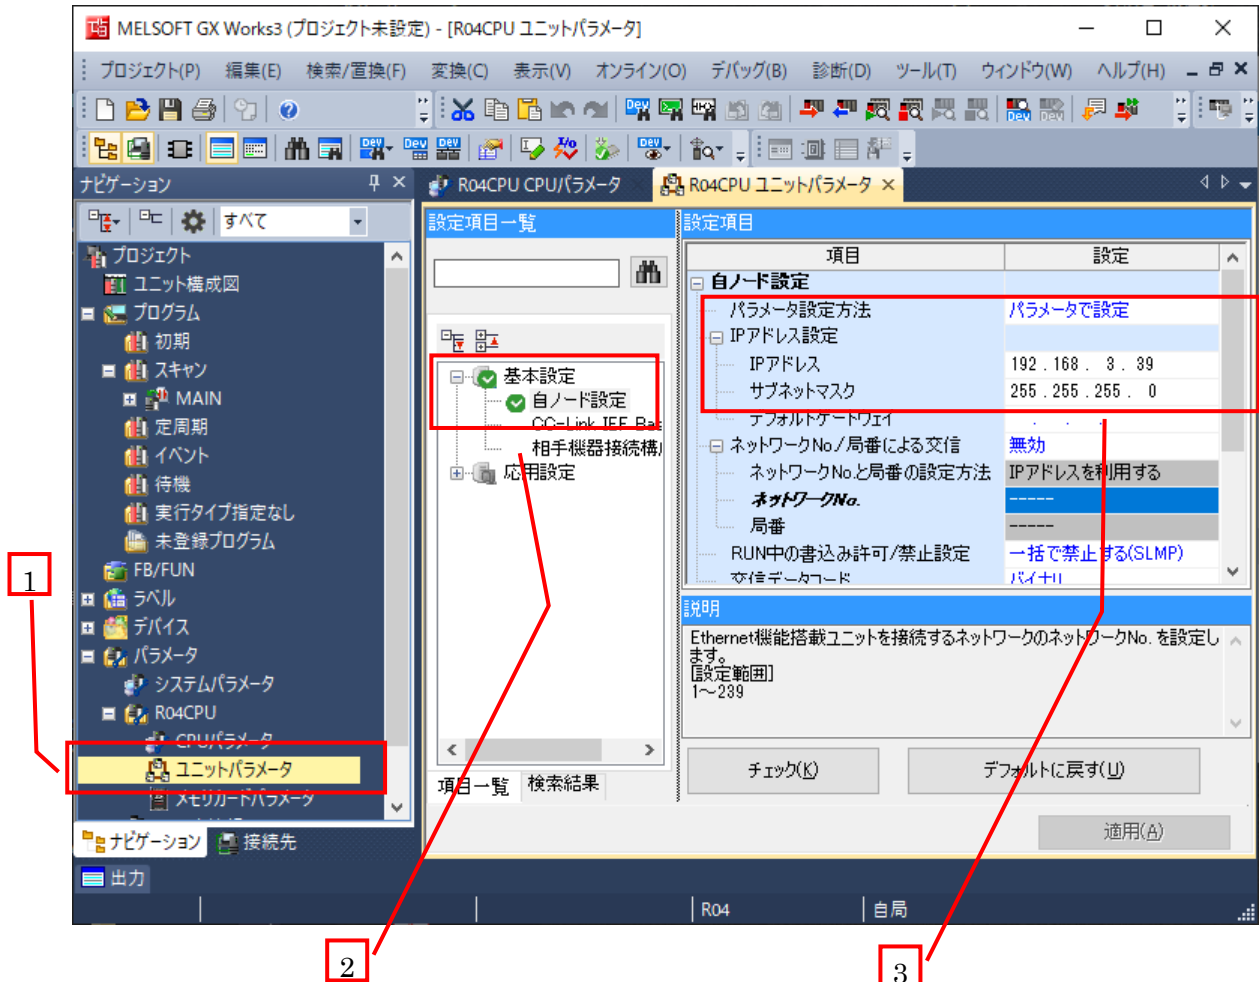 MELSOFT GX Works3 (プロジェクト未設定) - [R04CPU ユニットパラメータ]
プロジェクト(P) 編集(E) 検索/置換(F) 変換(C) 表示(V) オンライン(O) デバッグ(B) 診断(D) ツール(T) ウィンドウ(W) ヘルプ(H)
ナビゲーション
R04CPU CPUパラメータ
R04CPU ユニットパラメータ
すべて
プロジェクト
ユニット構成図
プログラム
初期
スキャン
MAIN
定周期
イベント
待機
実行タイプ指定なし
未登録プログラム
FB/FUN
ラベル
デバイス
パラメータ
システムパラメータ
R04CPU
CPUパラメータ
ユニットパラメータ
メモリカードパラメータ
ナビゲーション 接続先
設定項目一覧
基本設定
自ノード設定
CC-Link IEF Bas
相手機器接続構
応用設定
項目一覧 検索結果
設定項目
項目 設定
自ノード設定
パラメータ設定方法 パラメータで設定
IPアドレス設定
IPアドレス 192 . 168 . 3 . 39
サブネットマスク 255 . 255 . 255 . 0
デフォルトゲートウェイ . . .
ネットワークNo./局番による交信 無効
ネットワークNo.と局番の設定方法 IPアドレスを利用する
ネットワークNo. -----
局番 -----
RUN中の書込み許可/禁止設定 一括で禁止する(SLMP)
交信データコード バイナリ
説明
Ethernet機能搭載ユニットを接続するネットワークのネットワークNo. を設定し
ます。
[設定範囲]
1～239
チェック(K) デフォルトに戻す(U)
適用(A)
出力
R04 自局
1
2
3